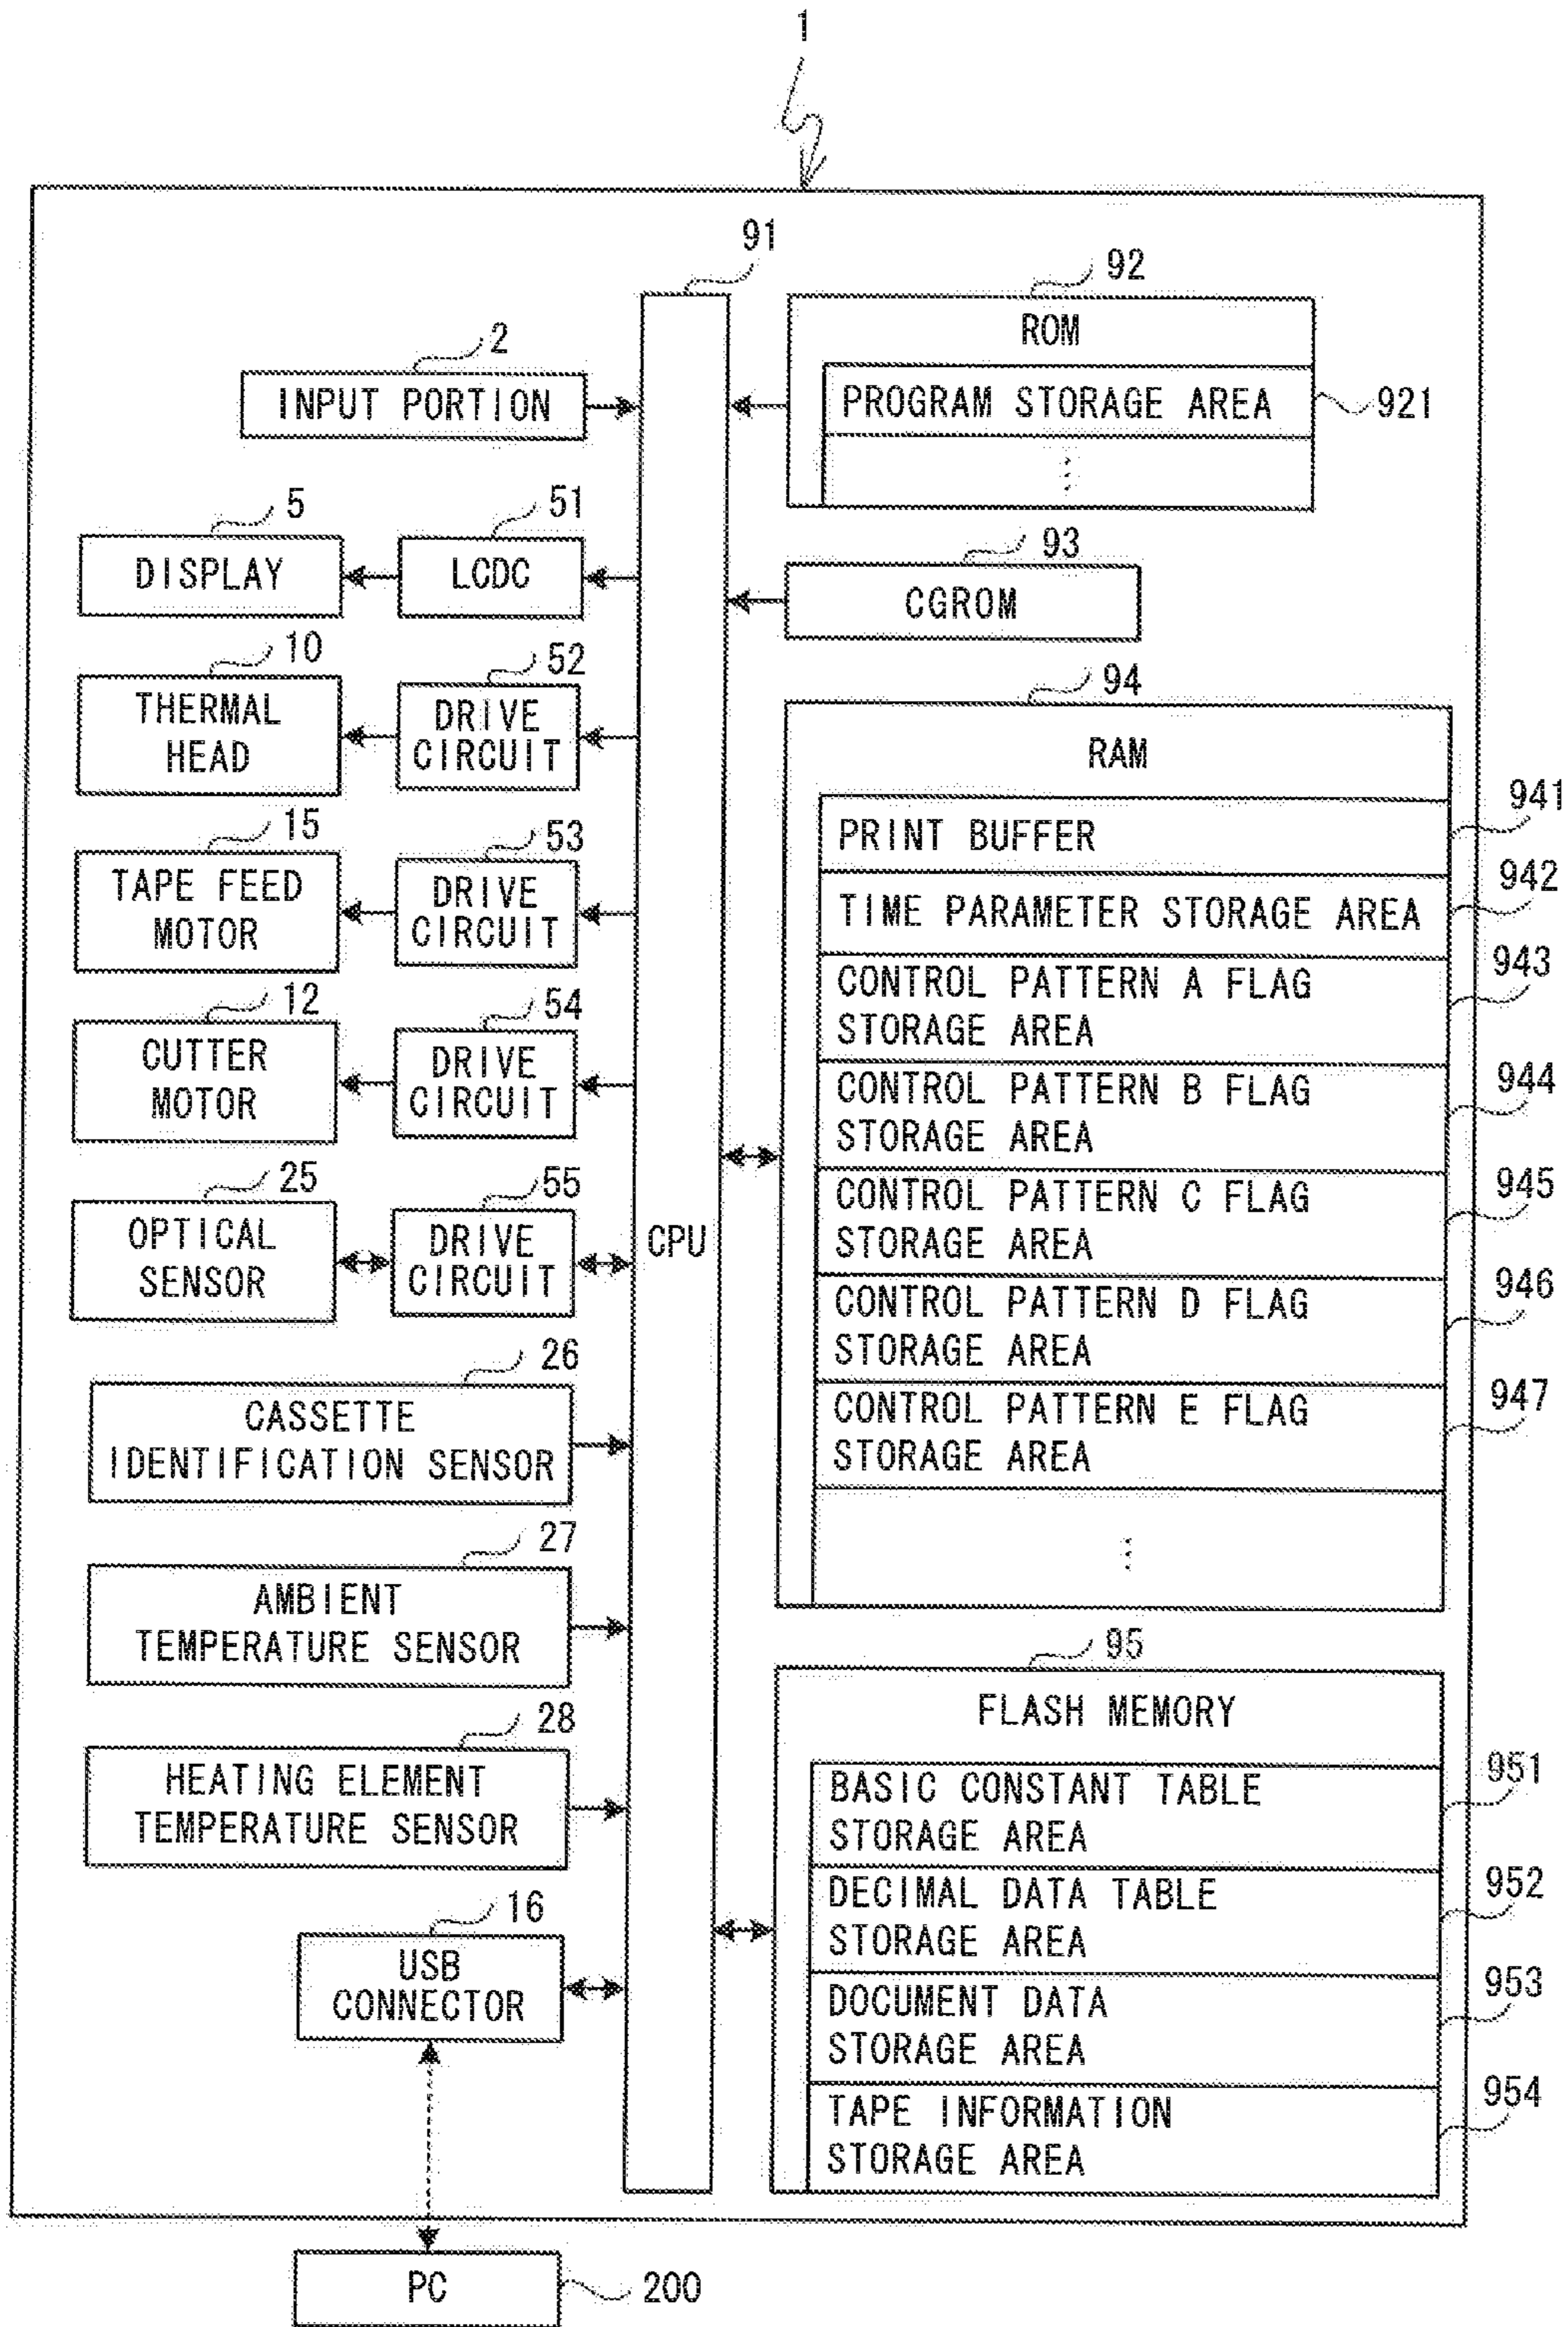 1
91
92
ROM
2
INPUT PORTION
PROGRAM STORAGE AREA
921
5
51
DISPLAY
LCDC
93
CGROM
10
52
THERMAL
HEAD
DRIVE
CIRCUIT
15
53
TAPE FEED
MOTOR
DRIVE
CIRCUIT
12
54
CUTTER
MOTOR
DRIVE
CIRCUIT
25
55
OPTICAL
SENSOR
DRIVE
CIRCUIT
CPU
26
CASSETTE
IDENTIFICATION SENSOR
27
AMBIENT
TEMPERATURE SENSOR
28
HEATING ELEMENT
TEMPERATURE SENSOR
16
USB
CONNECTOR
94
RAM
941
PRINT BUFFER
942
TIME PARAMETER STORAGE AREA
943
CONTROL PATTERN A FLAG
STORAGE AREA
944
CONTROL PATTERN B FLAG
STORAGE AREA
945
CONTROL PATTERN C FLAG
STORAGE AREA
946
CONTROL PATTERN D FLAG
STORAGE AREA
947
CONTROL PATTERN E FLAG
STORAGE AREA
95
FLASH MEMORY
951
BASIC CONSTANT TABLE
STORAGE AREA
952
DECIMAL DATA TABLE
STORAGE AREA
953
DOCUMENT DATA
STORAGE AREA
954
TAPE INFORMATION
STORAGE AREA
PC
200